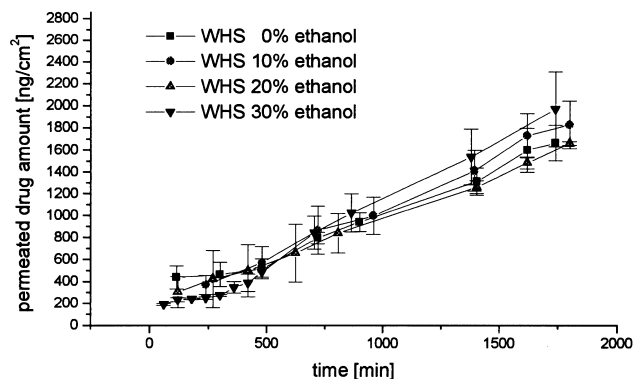 2800
2600
2400
2200
2000
1800
1600
1400
1200
1000
800
600
400
200
0
permeated drug amount [ng/cm²]
WHS 0% ethanol
WHS 10% ethanol
WHS 20% ethanol
WHS 30% ethanol
0 500 1000 1500 2000
time [min]